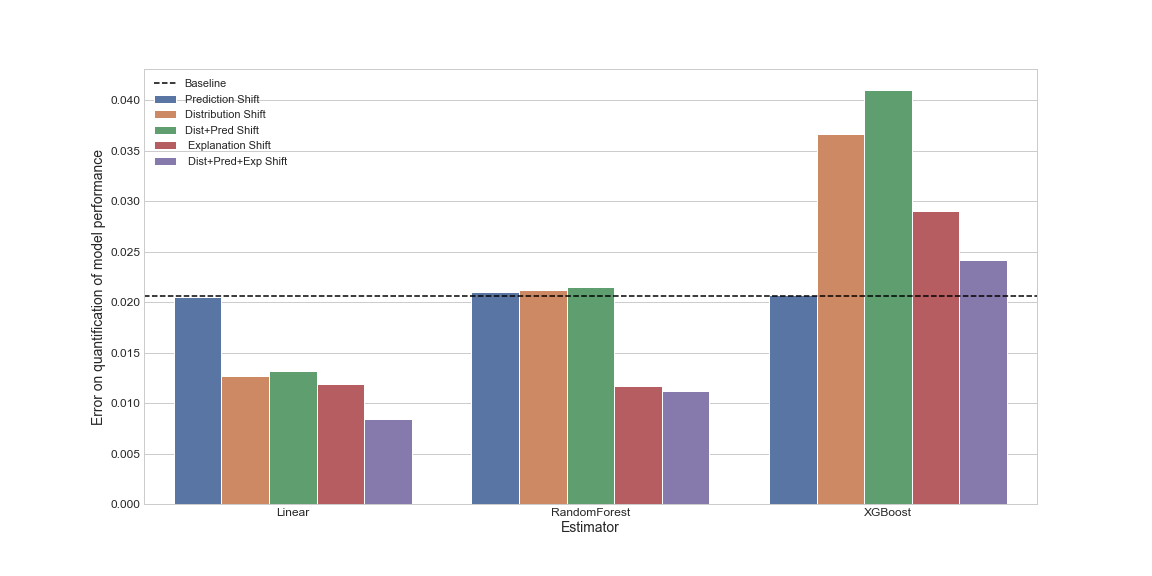 Baseline
Prediction Shift
Distribution Shift
Dist+Pred Shift
Explanation Shift
Dist+Pred+Exp Shift
Error on quantification of model performance
0.040
0.035
0.030
0.025
0.020
0.015
0.010
0.005
0.000
Linear
RandomForest
XGBoost
Estimator